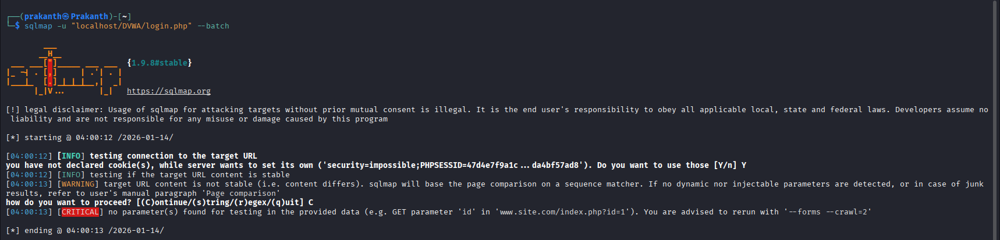 ┌──(prakanth㉿Prakanth)-[~]
└─$ sqlmap -u "localhost/DVWA/login.php" --batch
        ___
       __H__
 ___ ___["]_____ ___ ___  {1.9.8#stable}
|_ -| . [,]     | .'| . |
|___|_  [.]_|_|_|__,|  _|
      |_|V...       |_|   https://sqlmap.org
[!] legal disclaimer: Usage of sqlmap for attacking targets without prior mutual consent is illegal. It is the end user's responsibility to obey all applicable local, state and federal laws. Developers assume no
 liability and are not responsible for any misuse or damage caused by this program
[*] starting @ 04:00:12 /2026-01-14/
[04:00:12] [INFO] testing connection to the target URL
you have not declared cookie(s), while server wants to set its own ('security=impossible;PHPSESSID=47d4e7f9a1c...da4bf57ad8'). Do you want to use those [Y/n] Y
[04:00:12] [INFO] testing if the target URL content is stable
[04:00:13] [WARNING] target URL content is not stable (i.e. content differs). sqlmap will base the page comparison on a sequence matcher. If no dynamic nor injectable parameters are detected, or in case of junk
results, refer to user's manual paragraph 'Page comparison'
how do you want to proceed? [(C)ontinue/(s)tring/(r)egex/(q)uit] C
[04:00:13] [CRITICAL] no parameter(s) found for testing in the provided data (e.g. GET parameter 'id' in 'www.site.com/index.php?id=1'). You are advised to rerun with '--forms --crawl=2'
[*] ending @ 04:00:13 /2026-01-14/